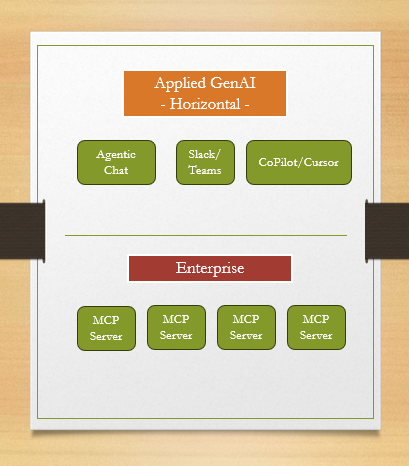 Applied GenAI
- Horizontal -
Agentic
Chat
Slack/
Teams
CoPilot/Cursor
Enterprise
MCP
Server
MCP
Server
MCP
Server
MCP
Server